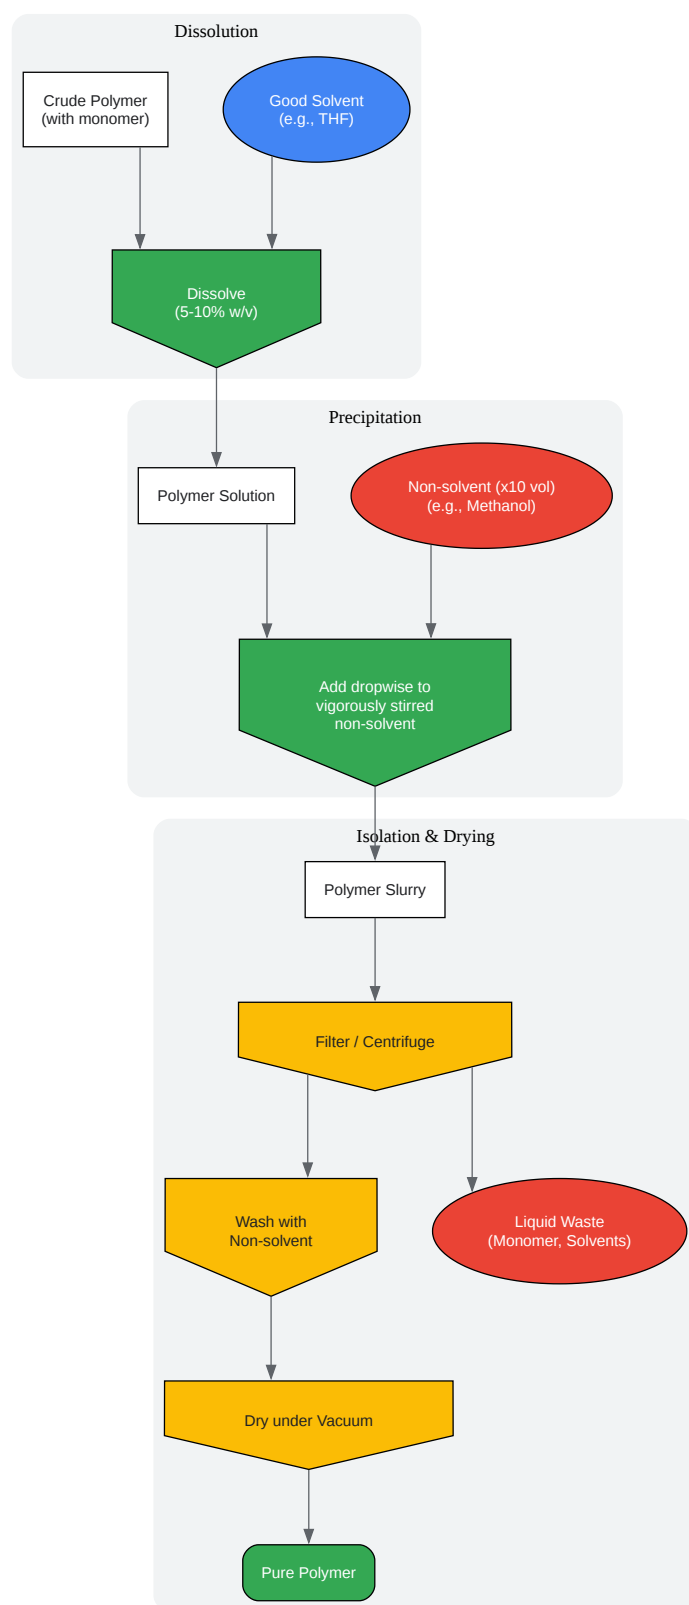 Dissolution
Crude Polymer
(with monomer)
Good Solvent
(e.g., THF)
Dissolve
(5-10% w/v)
Precipitation
Polymer Solution
Non-solvent (x10 vol)
(e.g., Methanol)
Add dropwise to
vigorously stirred
non-solvent
Isolation & Drying
Polymer Slurry
Filter / Centrifuge
Wash with
Non-solvent
Liquid Waste
(Monomer, Solvents)
Dry under Vacuum
Pure Polymer